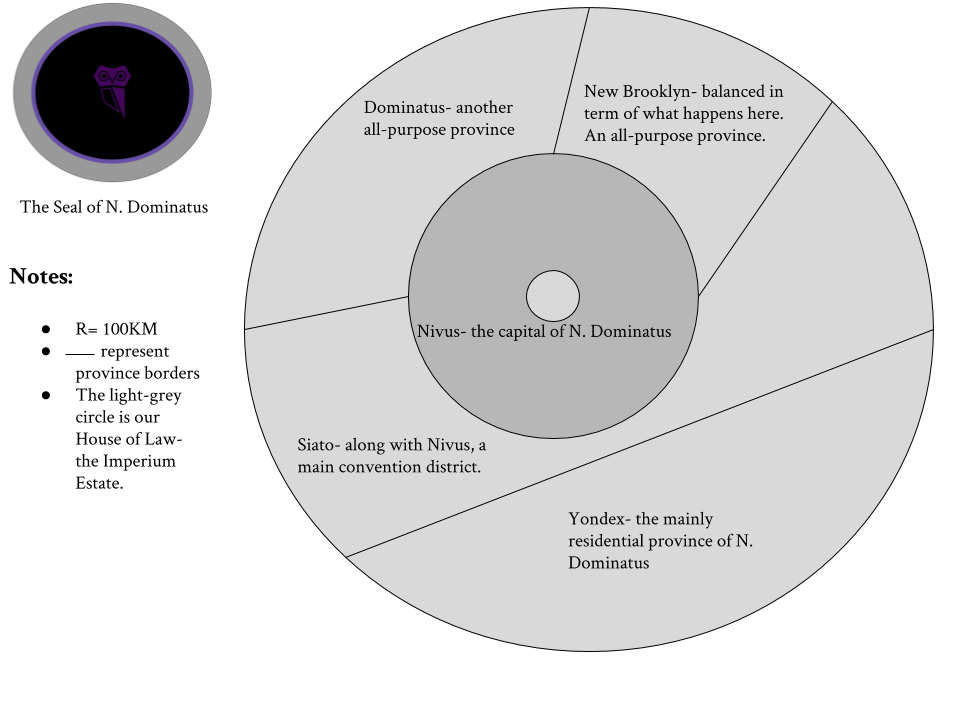 The Seal of N. Dominatus
Notes:
● R= 100KM
● ___ represent
province borders
● The light-grey
circle is our
House of Law-
the Imperium
Estate.
Dominatus- another
all-purpose province
New Brooklyn- balanced in
term of what happens here.
An all-purpose province.
Nivus- the capital of N. Dominatus
Siato- along with Nivus, a
main convention district.
Yondex- the mainly
residential province of N.
Dominatus